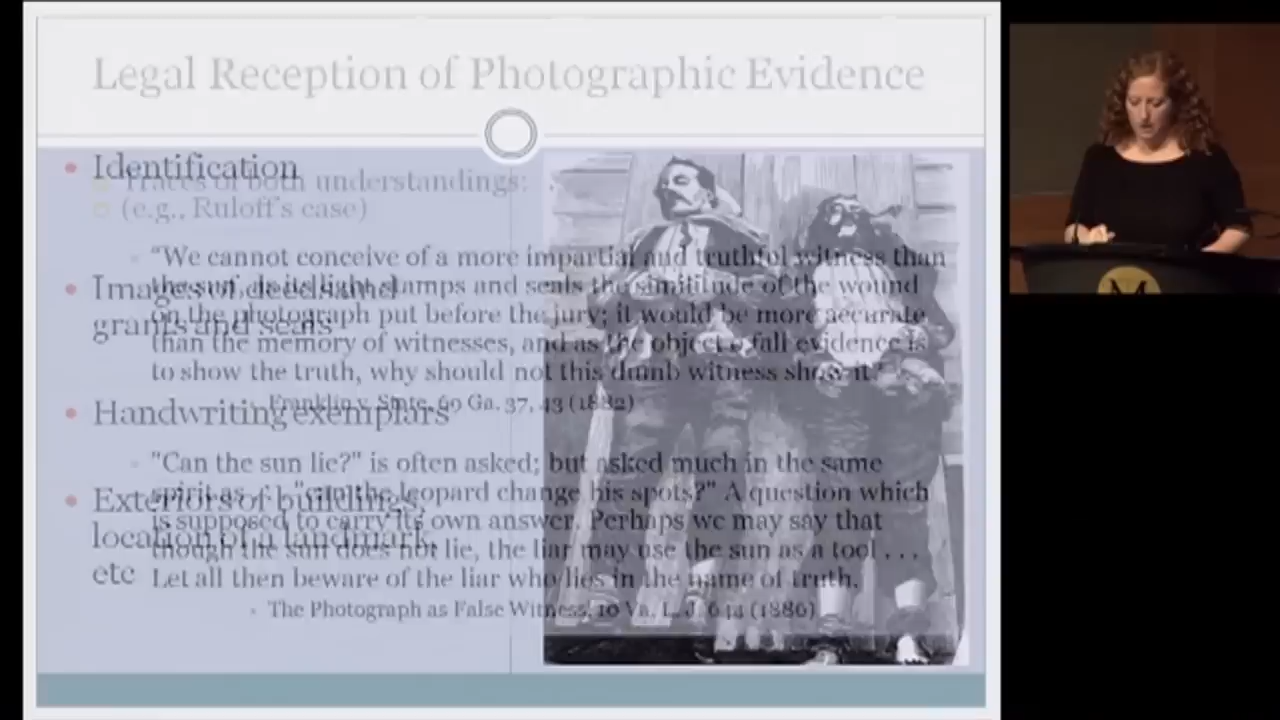 Legal Reception of Photographic Evidence
• Identification
Traces of both understandings:
(e.g., Ruloff's case)
"We cannot conceive of a more impartial and truthful witness than
the sun, as its light stamps and seals the similitude of the wound
on the photograph put before the jury; it would be more accurate
than the memory of witnesses, and as the object of all evidence is
to show the truth, why should not this dumb witness show it"
Franklin v. State, 69 Ga. 37, 43 (1882)
• Images of deeds and
grants and seals
• Handwriting exemplars
"Can the sun lie?" is often asked; but asked much in the same
spirit as . . . "can the leopard change his spots?" A question which
is supposed to carry its own answer. Perhaps we may say that
though the sun does not lie, the liar may use the sun as a tool . . .
Let all then beware of the liar who lies in the name of truth.
The Photograph as False Witness, 10 Va. L. J. 644 (1886)
• Exteriors of buildings,
location of a landmark,
etc
M